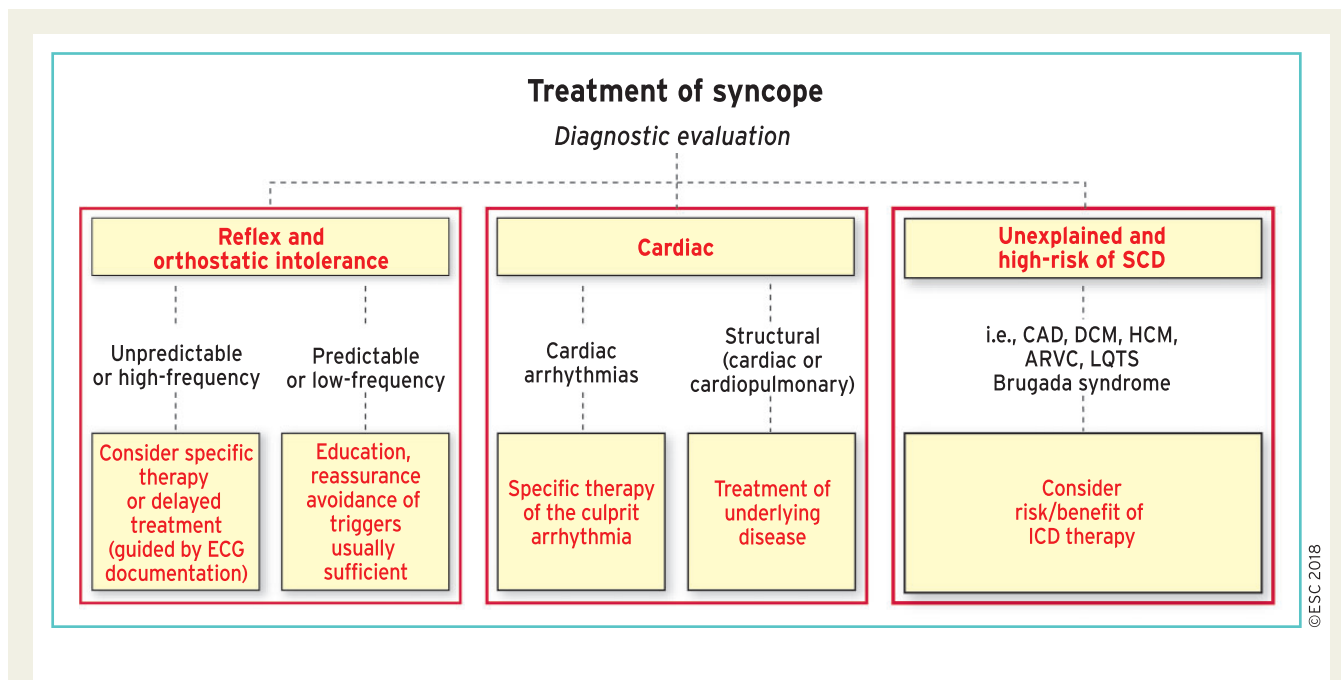 Treatment of syncope
Diagnostic evaluation
Reflex and
orthostatic intolerance
Unpredictable
or high-frequency
Predictable
or low-frequency
Consider specific
therapy
or delayed
treatment
(guided by ECG
documentation)
Education,
reassurance
avoidance of
triggers
usually
sufficient
Cardiac
Cardiac
arrhythmias
Structural
(cardiac or
cardiopulmonary)
Specific therapy
of the culprit
arrhythmia
Treatment of
underlying
disease
Unexplained and
high-risk of SCD
i.e., CAD, DCM, HCM,
ARVC, LQTS
Brugada syndrome
Consider
risk/benefit of
ICD therapy
©ESC 2018